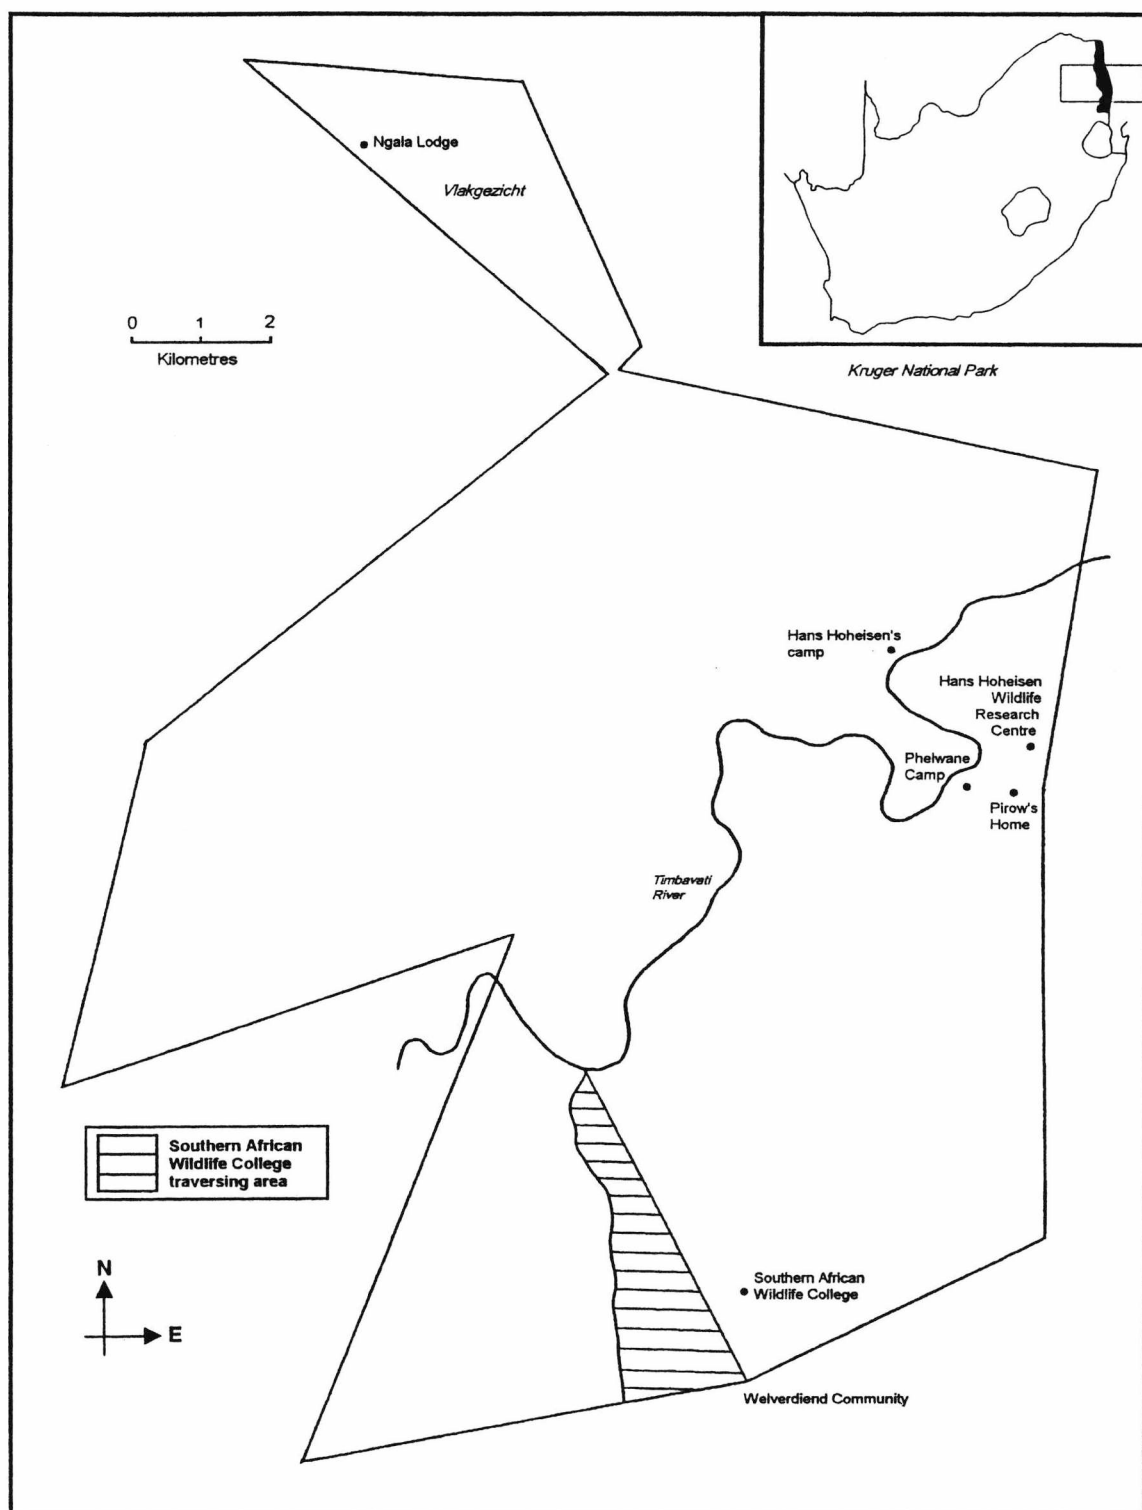 Ngala Lodge
Vlakgezicht
0 1 2
Kilometres
Kruger National Park
Hans Hoheisen's
camp
Hans Hoheisen
Wildlife
Research
Centre
Phelwane
Camp
Pirow's
Home
Timbavati
River
Southern African
Wildlife College
traversing area
N
E
Southern African
Wildlife College
Welverdiend Community